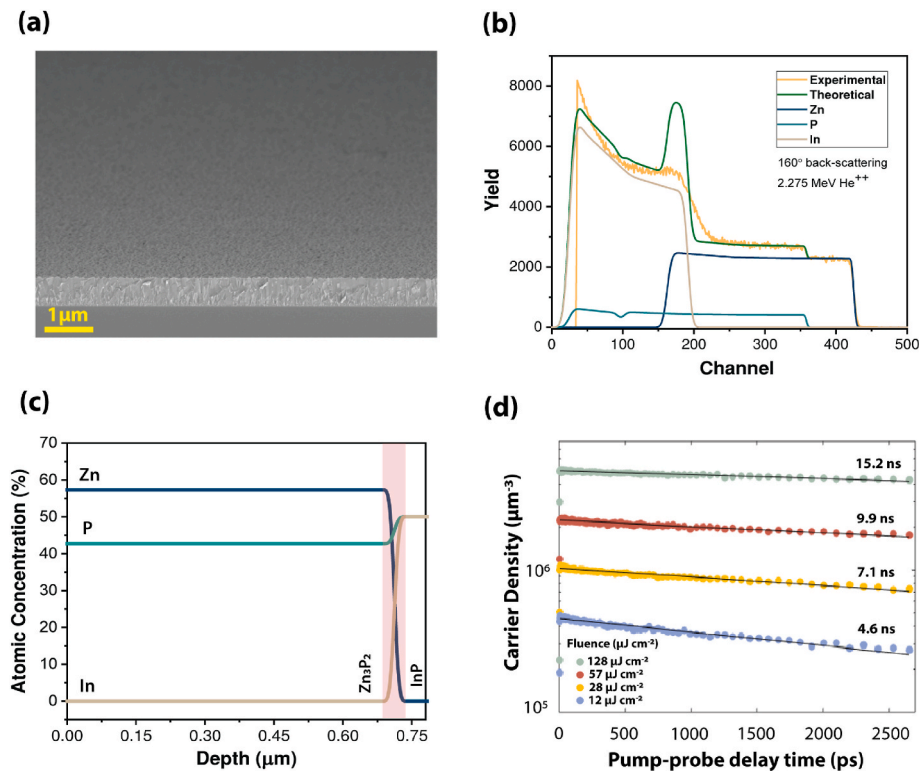 (a)
1μm
(b)
8000
6000
4000
2000
0
Yield
Experimental
Theoretical
Zn
P
In
160° back-scattering
2.275 MeV He++
0
100
200
300
400
500
Channel
(c)
70
60
50
40
30
20
10
0
Atomic Concentration (%)
Zn
P
In
Zn₃P₂
InP
0.00
0.15
0.30
0.45
0.60
0.75
Depth (μm)
(d)
Carrier Density (μm⁻³)
10⁶
10⁵
15.2 ns
9.9 ns
7.1 ns
4.6 ns
Fluence (μJ cm⁻²)
128 μJ cm⁻²
57 μJ cm⁻²
28 μJ cm⁻²
12 μJ cm⁻²
0
500
1000
1500
2000
2500
Pump-probe delay time (ps)